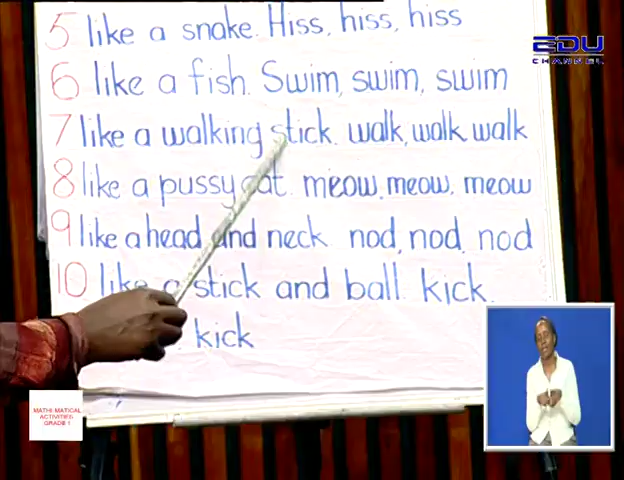 5 like a snake. Hiss, hiss, hiss
6 like a fish. Swim, swim, swim
7 like a walking stick. walk, walk, walk
8 like a pussy cat. meow, meow, meow
9 like a head and neck nod, nod, nod
10 like a stick and ball. kick.
kick
EDU
CHANNEL
MATHEMATICAL
ACTIVITIES
GRADE 1